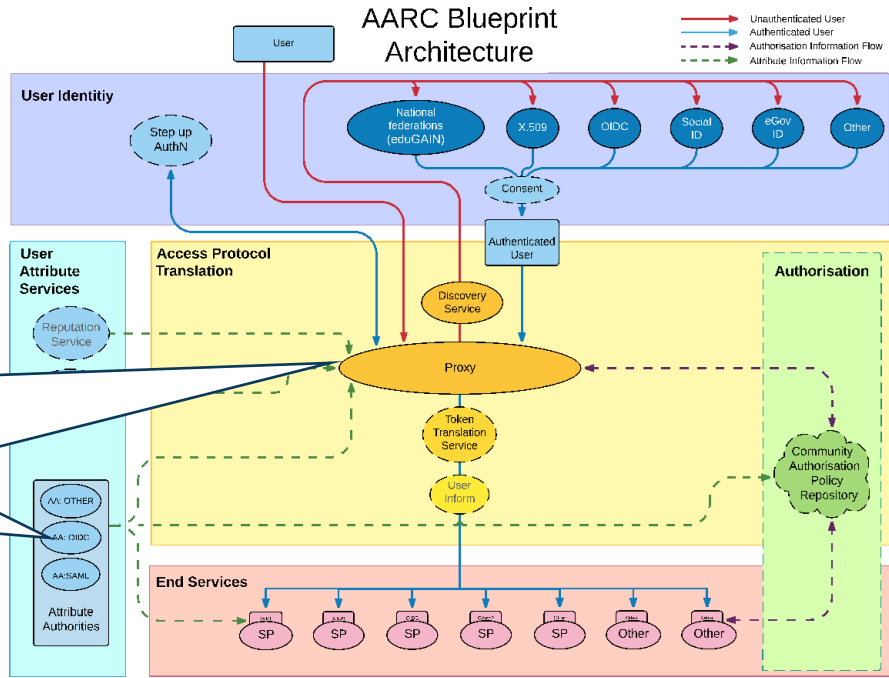 AARC Blueprint
Architecture
User
Unauthenticated User
Authenticated User
Authorisation Information Flow
Attribute Information Flow
User Identitiy
Step up
AuthN
National
federations
(eduGAIN)
X.509
OIDC
Social
ID
eGov
ID
Other
Consent
Authenticated
User
User
Attribute
Services
Access Protocol
Translation
Authorisation
Discovery
Service
Reputation
Service
Proxy
Token
Translation
Service
User
Inform
Community
Authorisation
Policy
Repository
AA: OTHER
AA: OIDC
AA:SAML
Attribute
Authorities
End Services
OIDC
SP
SP
SP
SP
SP
Other
Other